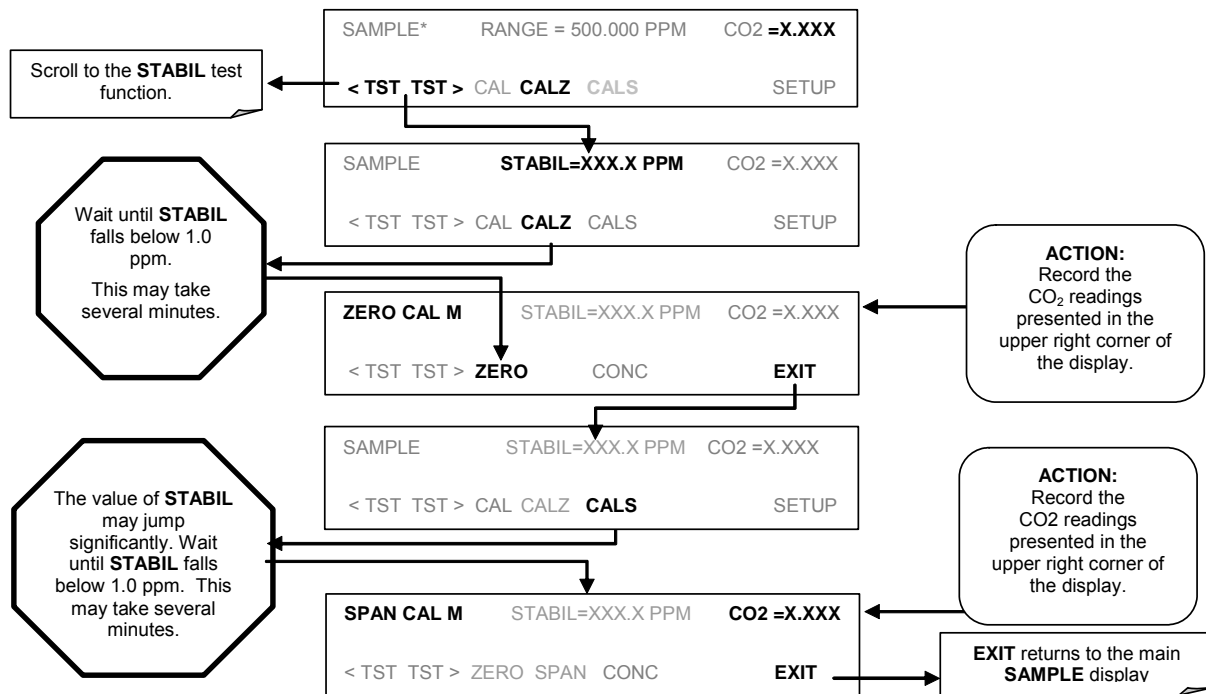 SAMPLE* RANGE = 500.000 PPM CO2 =X.XXX
< TST TST > CAL CALZ CALS SETUP
Scroll to the STABIL test
function.
SAMPLE STABIL=XXX.X PPM CO2 =X.XXX
< TST TST > CAL CALZ CALS SETUP
Wait until STABIL
falls below 1.0
ppm.
This may take
several minutes.
ZERO CAL M STABIL=XXX.X PPM CO2 =X.XXX
< TST TST > ZERO CONC EXIT
ACTION:
Record the
CO₂ readings
presented in the
upper right corner of
the display.
SAMPLE STABIL=XXX.X PPM CO2 =X.XXX
< TST TST > CAL CALZ CALS SETUP
The value of STABIL
may jump
significantly. Wait
until STABIL falls
below 1.0 ppm. This
may take several
minutes.
ACTION:
Record the
CO2 readings
presented in the
upper right corner of
the display.
SPAN CAL M STABIL=XXX.X PPM CO2 =X.XXX
< TST TST > ZERO SPAN CONC EXIT
EXIT returns to the main
SAMPLE display